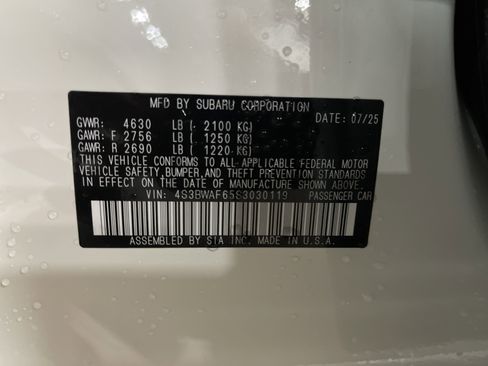 MFD BY SUBARU CORPORATION
DATE: 07/25
GVWR: 4630 LB ( 2100 KG)
GAWR: F 2756 LB ( 1250 KG)
GAWR: R 2690 LB ( 1220 KG)
THIS VEHICLE CONFORMS TO ALL APPLICABLE FEDERAL MOTOR
VEHICLE SAFETY, BUMPER, & THEFT PREVENTION STANDARDS
IN EFFECT ON THE DATE OF MANUFACTURE SHOWN ABOVE.
VIN: 4S3BWAF65S3030119 PASSENGER CAR
ASSEMBLED BY SIA INC. MADE IN U.S.A.